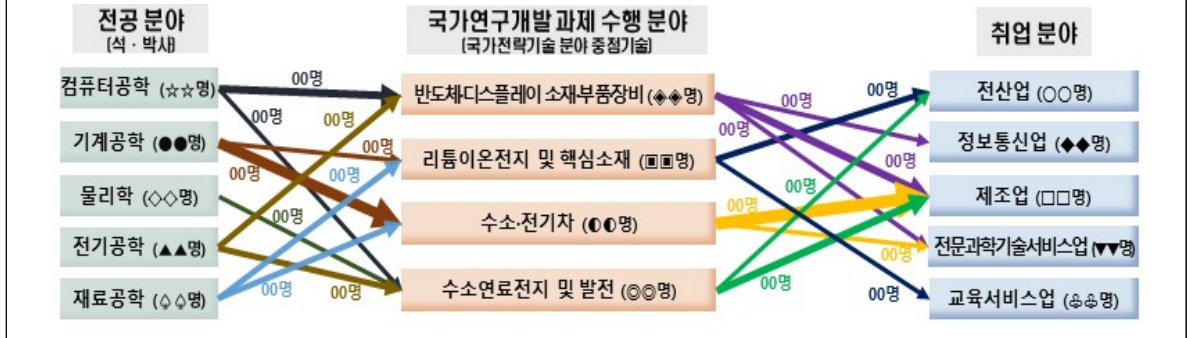 전공 분야
(석·박사)
국가연구개발 과제 수행 분야
(국가전략기술 분야 중점기술)
취업 분야
컴퓨터공학 (☆☆명)
기계공학 (●●명)
물리학 (◇◇명)
전기공학 (▲▲명)
재료공학 (♤♤명)
00명
00명
00명
00명
00명
00명
00명
00명
00명
00명
반도체·디스플레이 소재·부품·장비 (◈◈명)
리튬이온전지 및 핵심소재 (▣▣명)
수소·전기차 (◐◐명)
수소연료전지 및 발전 (◎◎명)
00명
00명
00명
00명
00명
00명
00명
00명
00명
전산업 (○○명)
정보통신업 (◆◆명)
제조업 (□□명)
전문과학기술서비스업 (▼▼명)
교육서비스업 (♧♧명)